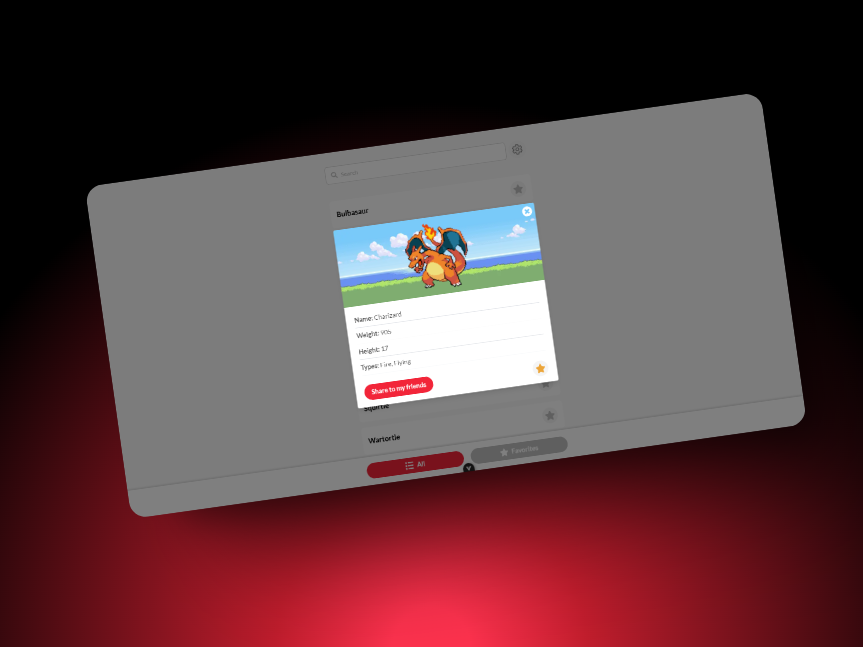 Search
Bulbasaur
Name: Charizard
Weight: 905
Height: 17
Types: Fire, Flying
Share to my friends
Squirtle
Wartortle
All
Favorites